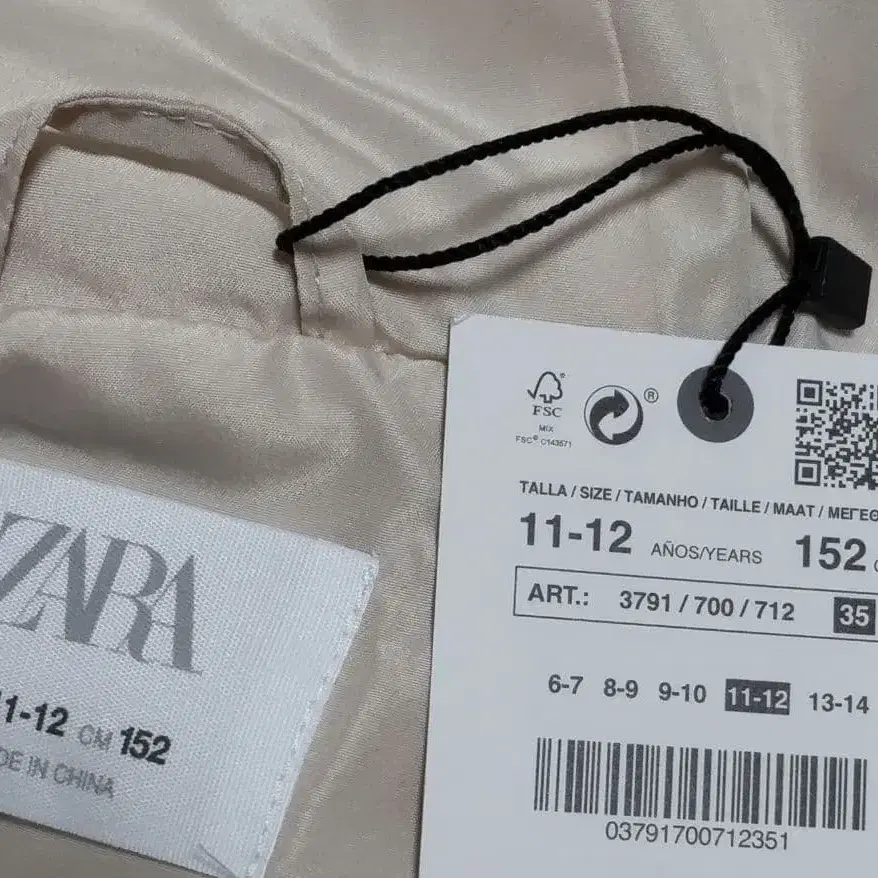 FSC®
MIX
FSC® C143571
®
TALLA / SIZE / TAMANHO / TAILLE / MAAT / ΜΕΓΕΘ
11-12 AÑOS/YEARS 152
ART.: 3791 / 700 / 712 35
6-7 8-9 9-10 11-12 13-14
03791700712351
ZARA
11-12 CM 152
DE IN CHINA